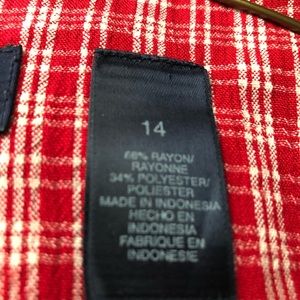 14
66% RAYON/
RAYONNE
34% POLYESTER/
POLIESTER
MADE IN INDONESIA
HECHO EN
INDONESIA
FABRIQUE EN
INDONESIE